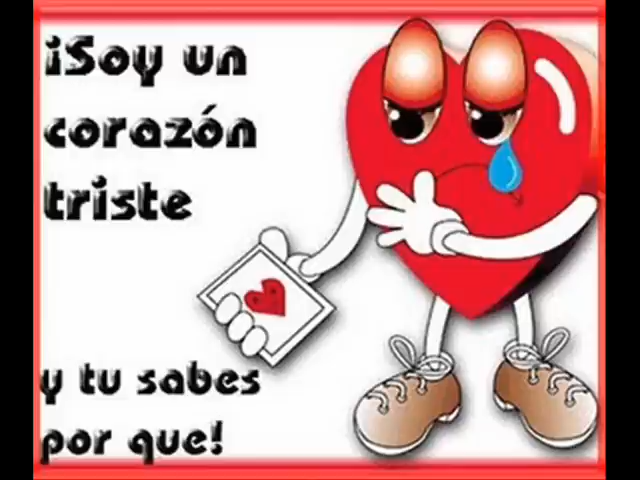 ¡Soy un
corazón
triste
y tu sabes
por que!